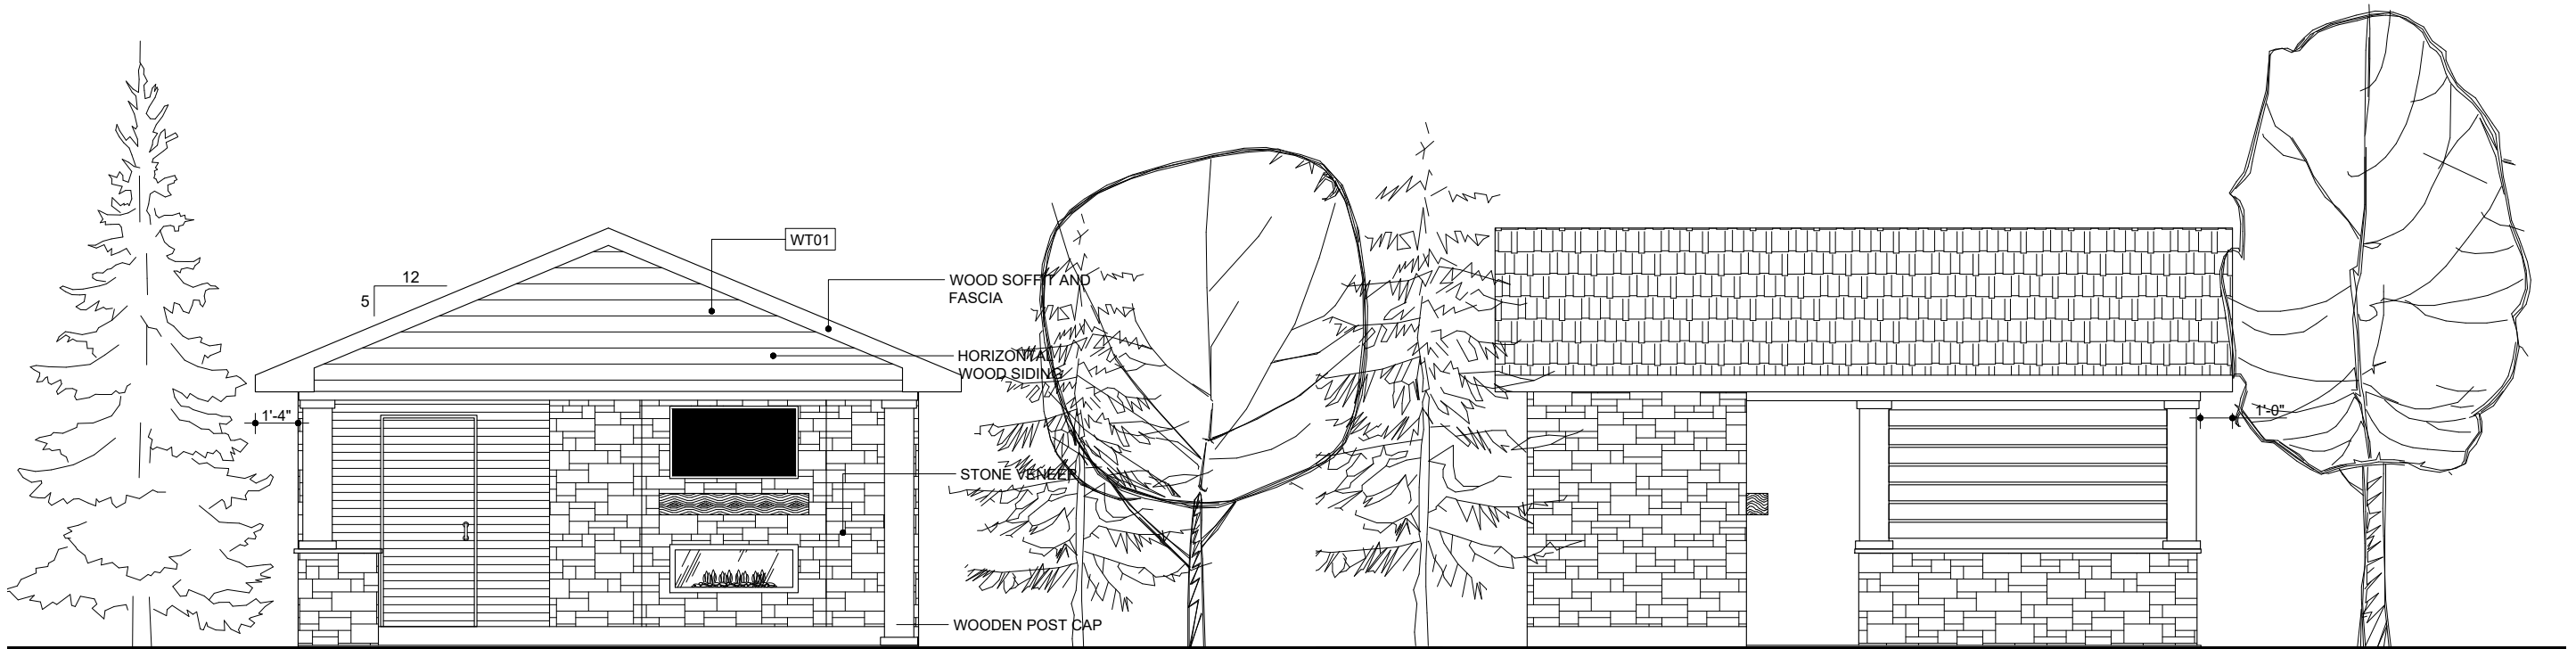 WT01
12
5
WOOD SOFFIT AND
FASCIA
HORIZONTAL
WOOD SIDING
1'-4"
1'-0"
STONE VENEER
WOODEN POST CAP